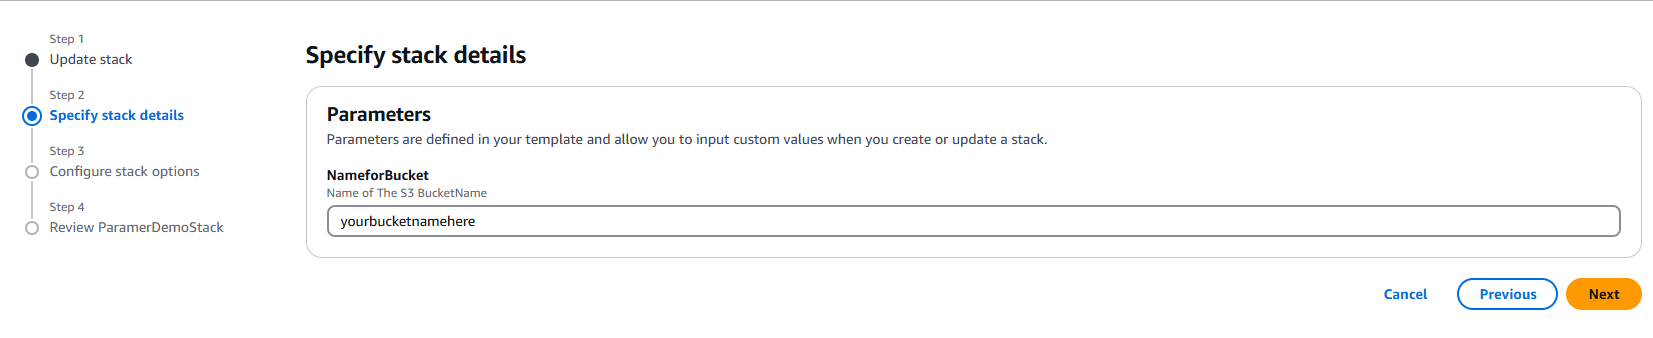 Step 1
Update stack
Step 2
Specify stack details
Step 3
Configure stack options
Step 4
Review ParamerDemoStack
Specify stack details
Parameters
Parameters are defined in your template and allow you to input custom values when you create or update a stack.
NameforBucket
Name of The S3 BucketName
yourbucketnamehere
Cancel
Previous
Next